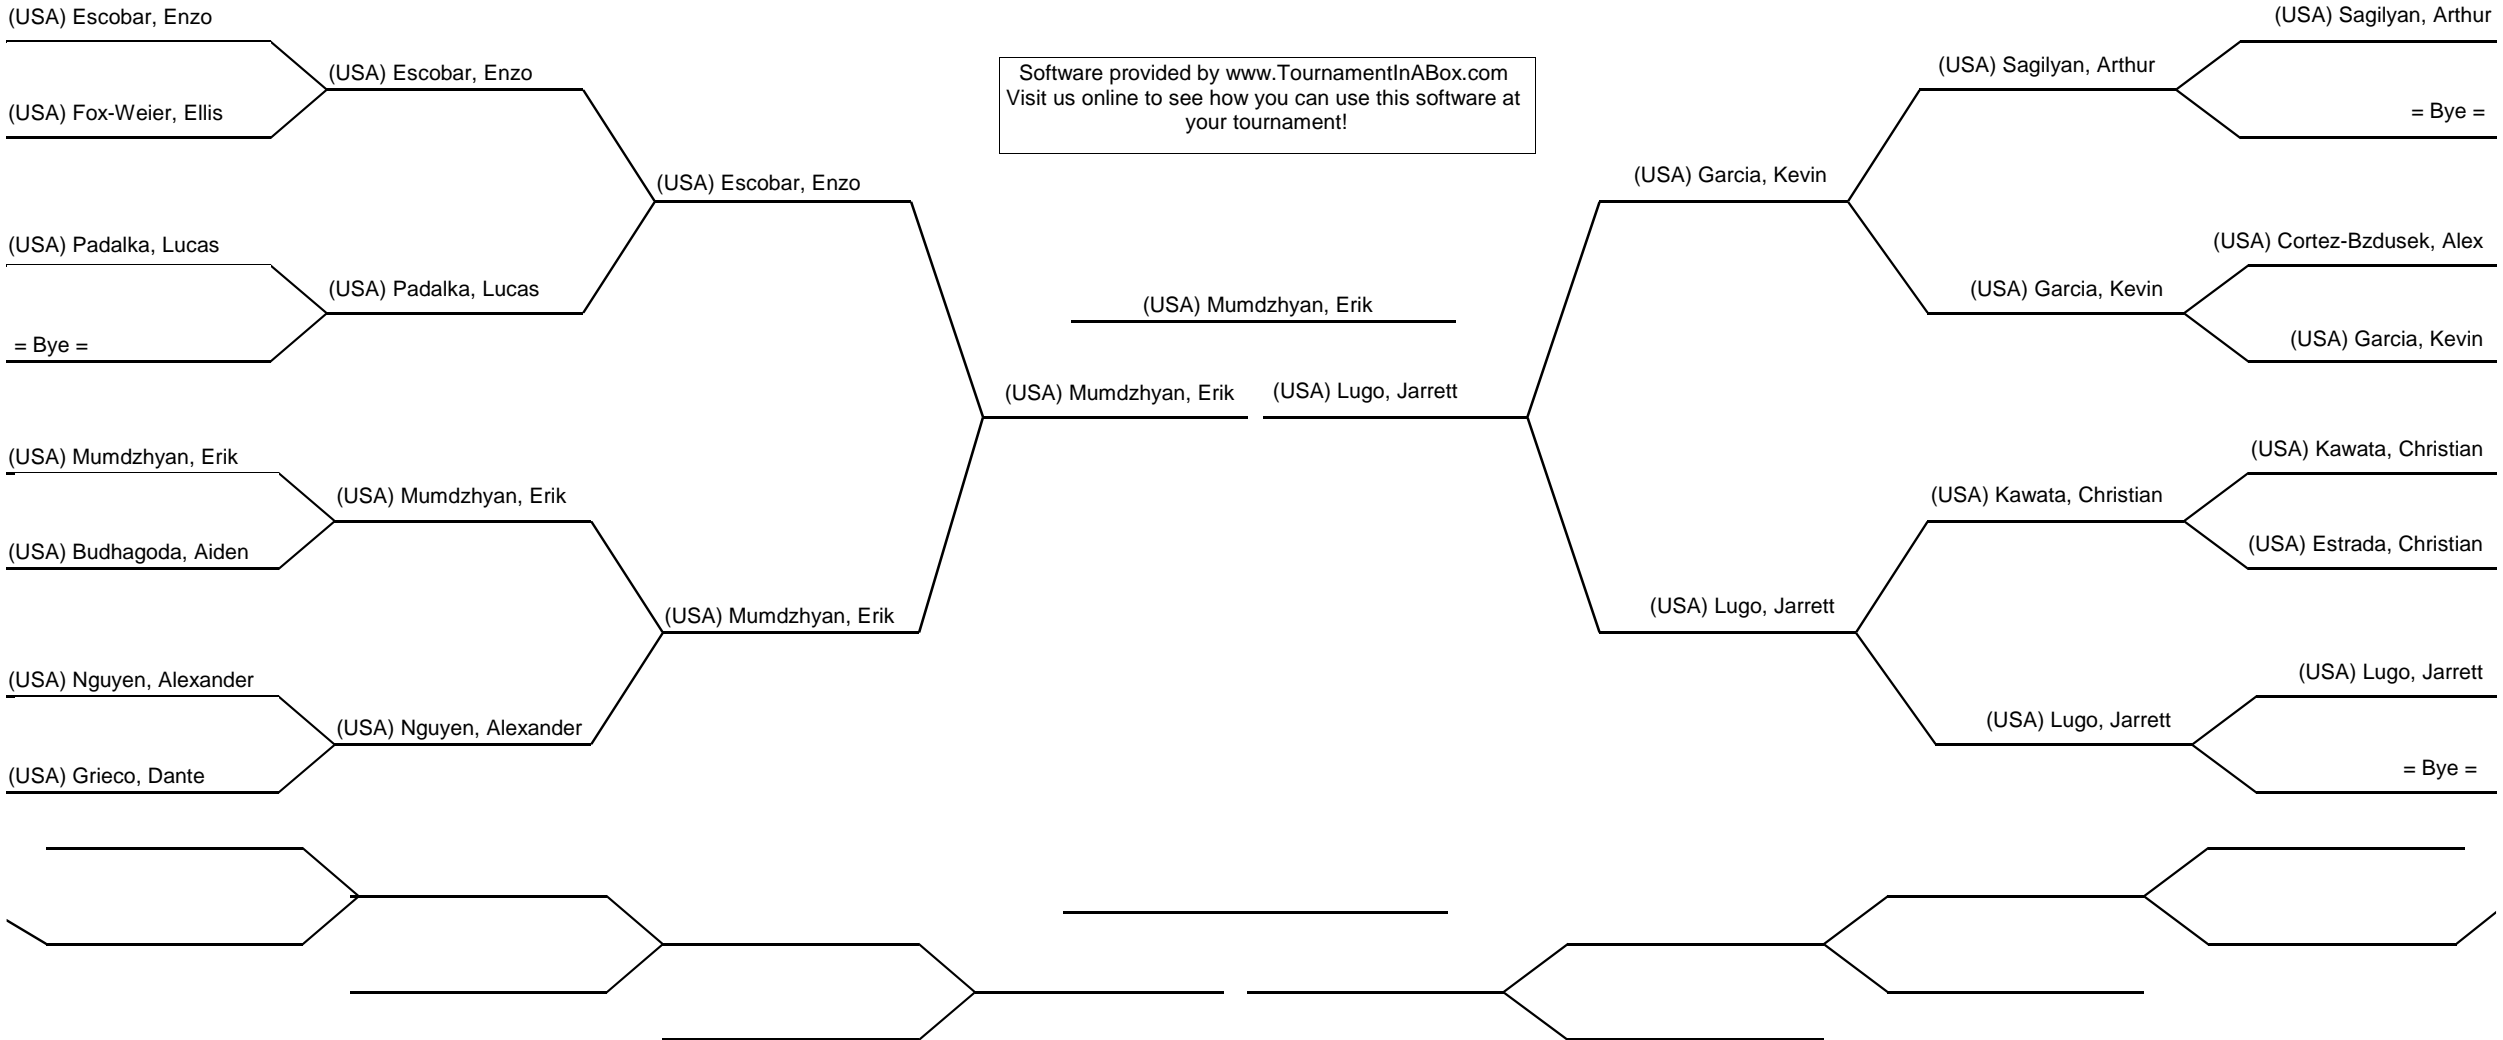 (USA) Escobar, Enzo
(USA) Fox-Weier, Ellis
(USA) Padalka, Lucas
= Bye =
(USA) Mumdzhyan, Erik
(USA) Budhagoda, Aiden
(USA) Nguyen, Alexander
(USA) Grieco, Dante
(USA) Escobar, Enzo
(USA) Padalka, Lucas
(USA) Mumdzhyan, Erik
(USA) Nguyen, Alexander
(USA) Escobar, Enzo
(USA) Mumdzhyan, Erik
Software provided by www.TournamentInABox.com
Visit us online to see how you can use this software at
your tournament!
(USA) Mumdzhyan, Erik
(USA) Mumdzhyan, Erik
(USA) Lugo, Jarrett
(USA) Garcia, Kevin
(USA) Lugo, Jarrett
(USA) Sagilyan, Arthur
(USA) Garcia, Kevin
(USA) Kawata, Christian
(USA) Lugo, Jarrett
(USA) Sagilyan, Arthur
= Bye =
(USA) Cortez-Bzdusek, Alex
(USA) Garcia, Kevin
(USA) Kawata, Christian
(USA) Estrada, Christian
(USA) Lugo, Jarrett
= Bye =